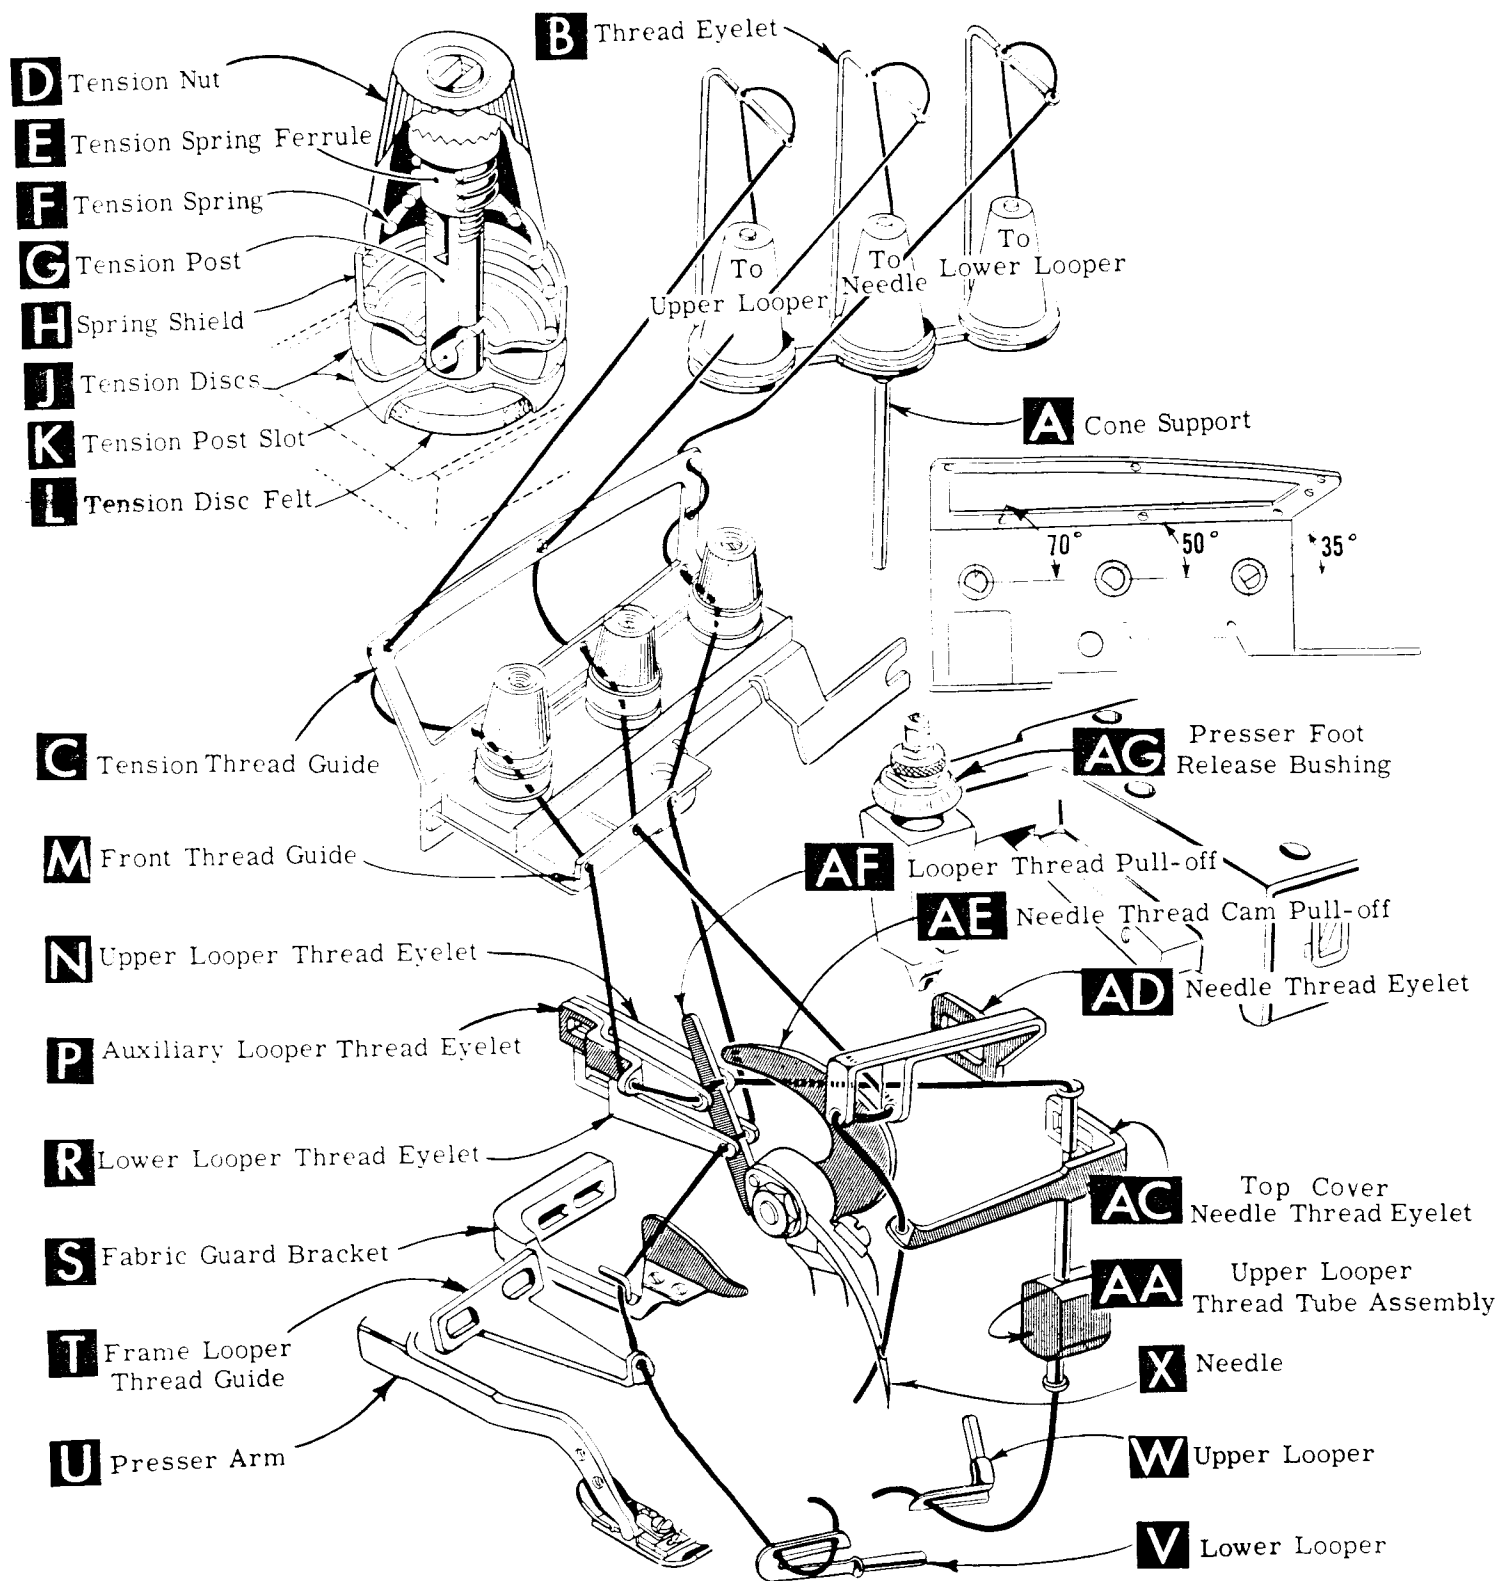 B Thread Eyelet
D Tension Nut
E Tension Spring Ferrule
F Tension Spring
G Tension Post
H Spring Shield
J Tension Discs
K Tension Post Slot
L Tension Disc Felt
To
Upper Looper
To
Needle
To
Lower Looper
A Cone Support
70°
50°
35°
C Tension Thread Guide
AG Presser Foot
Release Bushing
M Front Thread Guide
AF Looper Thread Pull-off
AE Needle Thread Cam Pull-off
N Upper Looper Thread Eyelet
AD Needle Thread Eyelet
P Auxiliary Looper Thread Eyelet
R Lower Looper Thread Eyelet
AC Top Cover
Needle Thread Eyelet
S Fabric Guard Bracket
AA Upper Looper
Thread Tube Assembly
T Frame Looper
Thread Guide
X Needle
U Presser Arm
W Upper Looper
V Lower Looper